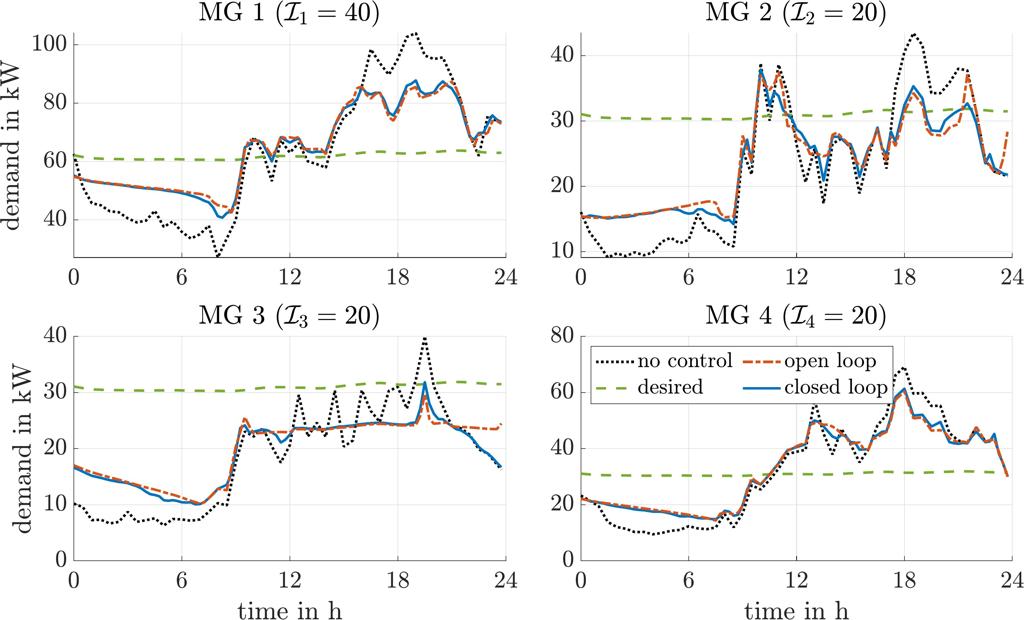 MG 1 (ℐ₁ = 40)
MG 2 (ℐ₂ = 20)
demand in kW
100
80
60
40
0 6 12 18 24
40
30
20
10
0 6 12 18 24
MG 3 (ℐ₃ = 20)
MG 4 (ℐ₄ = 20)
demand in kW
40
30
20
10
0
0 6 12 18 24
time in h
80
60
40
20
0
no control open loop
desired closed loop
0 6 12 18 24
time in h